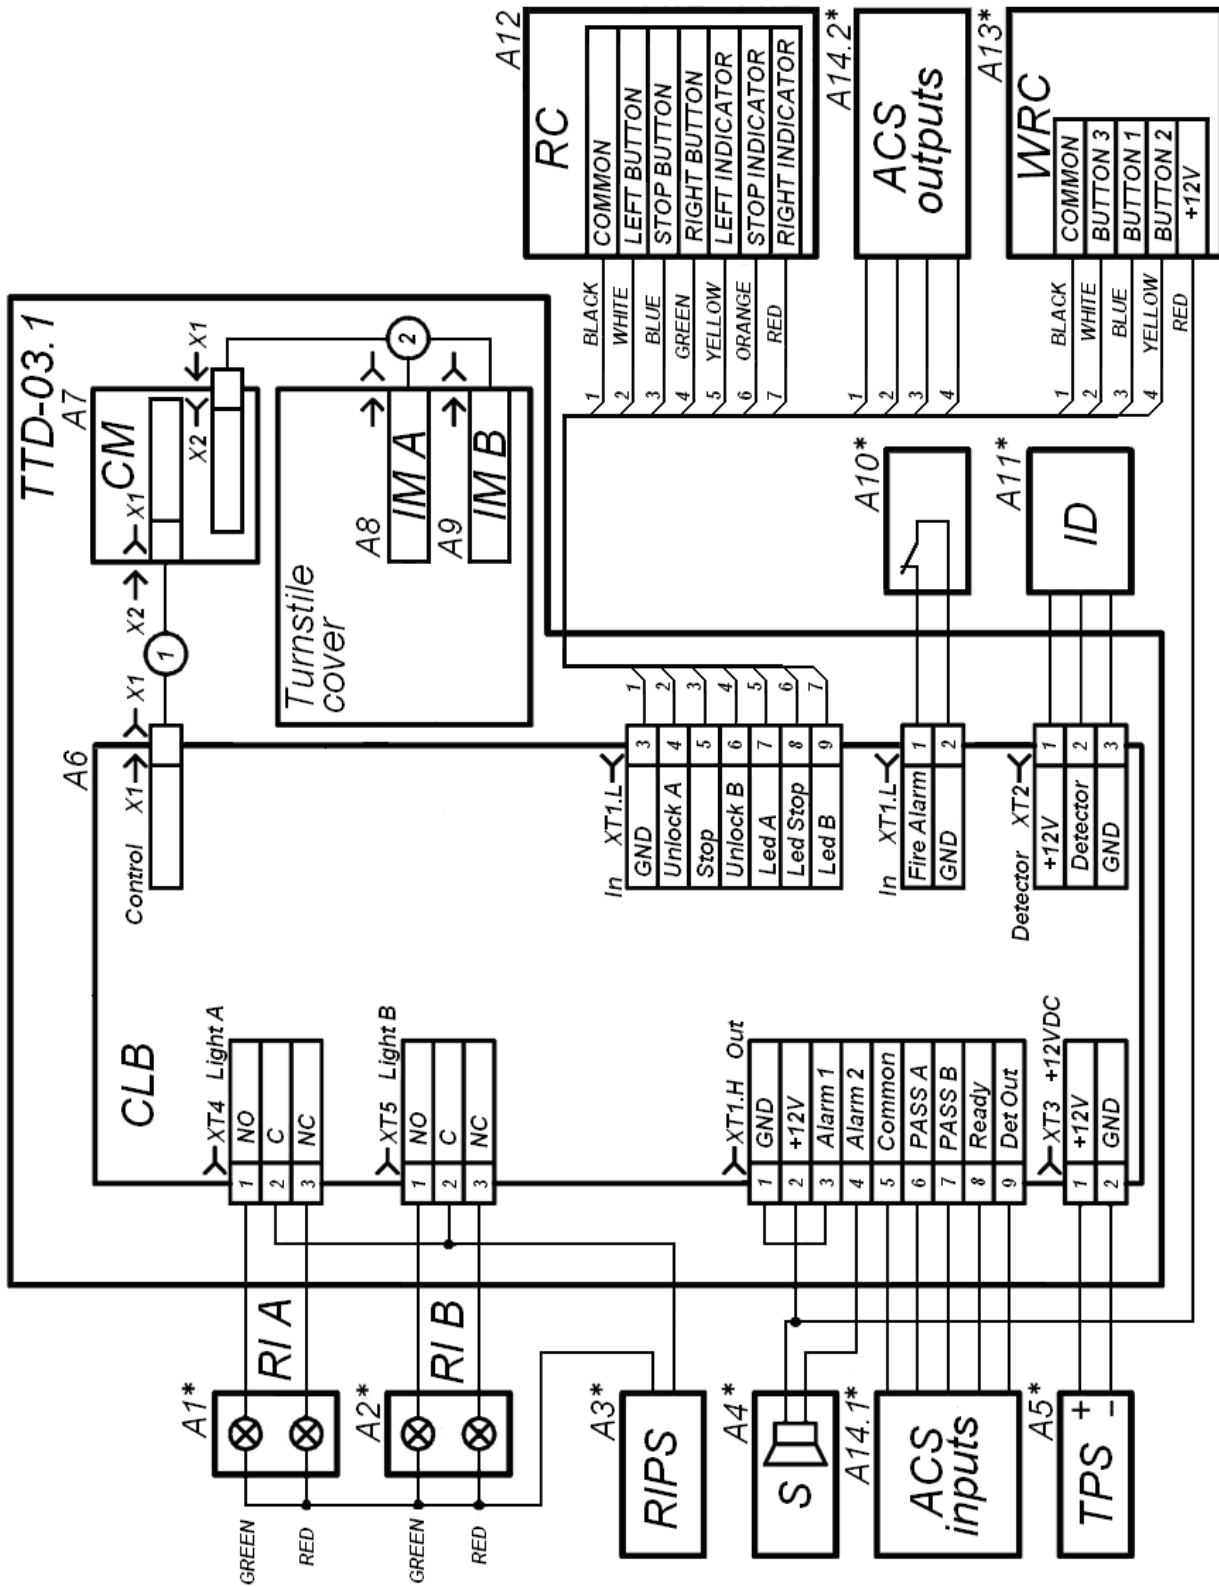 TTD-03.1
A1*
RI A
GREEN
RED
A2*
RI B
GREEN
RED
A3*
RIPS
A4*
S
A14.1*
ACS
inputs
A5*
TPS
+
−
CLB
XT4 Light A
1 NO
2 C
3 NC
XT5 Light B
1 NO
2 C
3 NC
XT1.H Out
1 GND
2 +12V
3 Alarm 1
4 Alarm 2
5 Common
6 PASS A
7 PASS B
8 Ready
9 Det Out
XT3 +12VDC
1 +12V
2 GND
A6
Control X1 X1
1
X2 X1
A7
CM
X2 X1
2
Turnstile
cover
A8
IM A
A9
IM B
In XT1.L
GND 3 1
Unlock A 4 2
Stop 5 3
Unlock B 6 4
Led A 7 5
Led Stop 8 6
Led B 9 7
In XT1.L
Fire Alarm 1
GND 2
Detector XT2
+12V 1
Detector 2
GND 3
A10*
A11*
ID
A12
RC
1 BLACK COMMON
2 WHITE LEFT BUTTON
3 BLUE STOP BUTTON
4 GREEN RIGHT BUTTON
5 YELLOW LEFT INDICATOR
6 ORANGE STOP INDICATOR
7 RED RIGHT INDICATOR
A14.2*
ACS
outputs
1
2
3
4
A13*
WRC
1 BLACK COMMON
2 WHITE BUTTON 3
3 BLUE BUTTON 1
4 YELLOW BUTTON 2
RED +12V